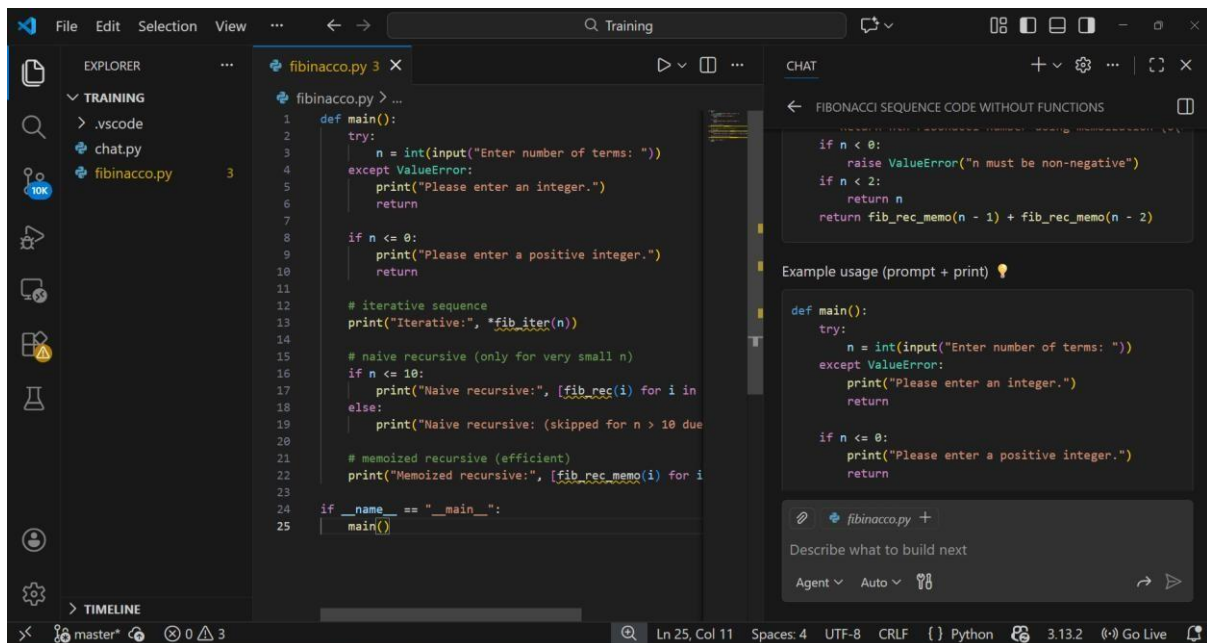 File Edit Selection View ... Training
EXPLORER ...
TRAINING
.vscode
chat.py
fibinacco.py 3
10K
TIMELINE
fibinacco.py 3
fibinacco.py > ...
1 def main():
2 try:
3 n = int(input("Enter number of terms: "))
4 except ValueError:
5 print("Please enter an integer.")
6 return
7
8 if n <= 0:
9 print("Please enter a positive integer.")
10 return
11
12 # iterative sequence
13 print("Iterative:", *fib_iter(n))
14
15 # naive recursive (only for very small n)
16 if n <= 10:
17 print("Naive recursive:", [fib_rec(i) for i in
18 else:
19 print("Naive recursive: (skipped for n > 10 due
20
21 # memoized recursive (efficient)
22 print("Memoized recursive:", [fib_rec_memo(i) for i
23
24 if __name__ == "__main__":
25 main()
CHAT
FIBONACCI SEQUENCE CODE WITHOUT FUNCTIONS
if n < 0:
raise ValueError("n must be non-negative")
if n < 2:
return n
return fib_rec_memo(n - 1) + fib_rec_memo(n - 2)
Example usage (prompt + print) 💡
def main():
try:
n = int(input("Enter number of terms: "))
except ValueError:
print("Please enter an integer.")
return
if n <= 0:
print("Please enter a positive integer.")
return
fibinacco.py +
Describe what to build next
Agent Auto
master* 0 3 Ln 25, Col 11 Spaces: 4 UTF-8 CRLF { } Python 3.13.2 Go Live